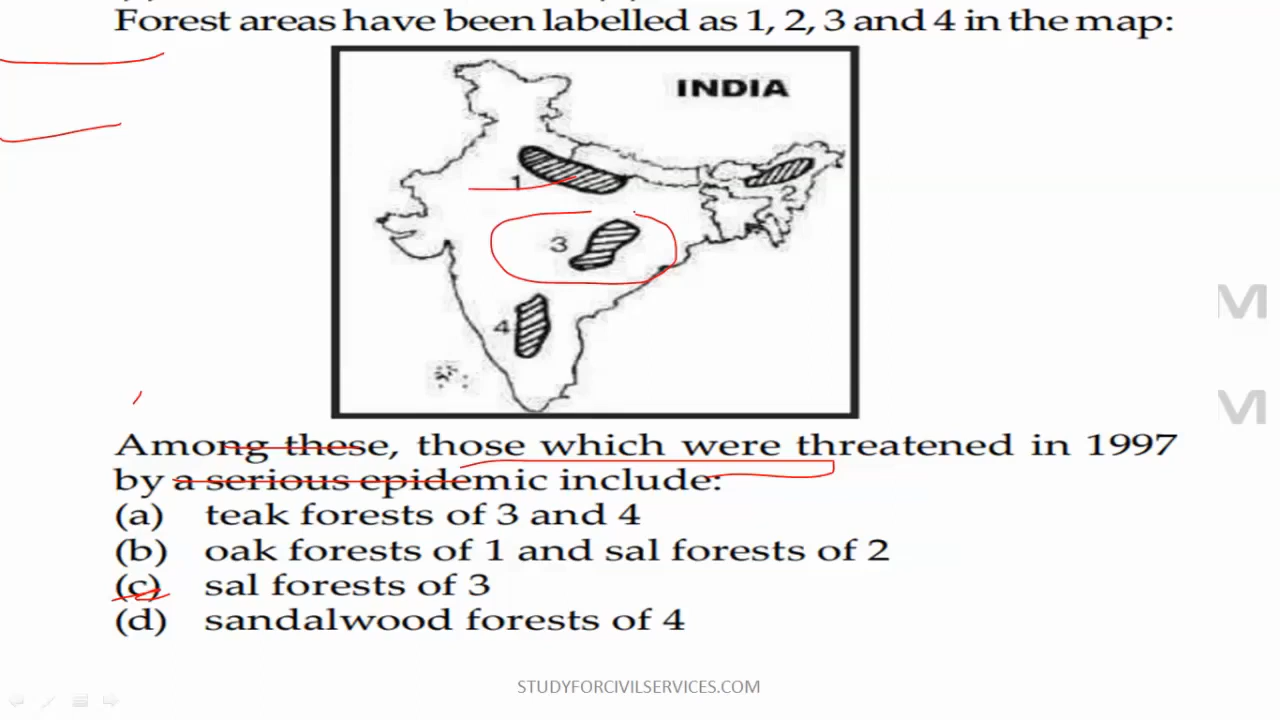 Forest areas have been labelled as 1, 2, 3 and 4 in the map:
INDIA
1
2
3
4
Among these, those which were threatened in 1997
by a serious epidemic include:
(a) teak forests of 3 and 4
(b) oak forests of 1 and sal forests of 2
(c) sal forests of 3
(d) sandalwood forests of 4
STUDYFORCIVILSERVICES.COM